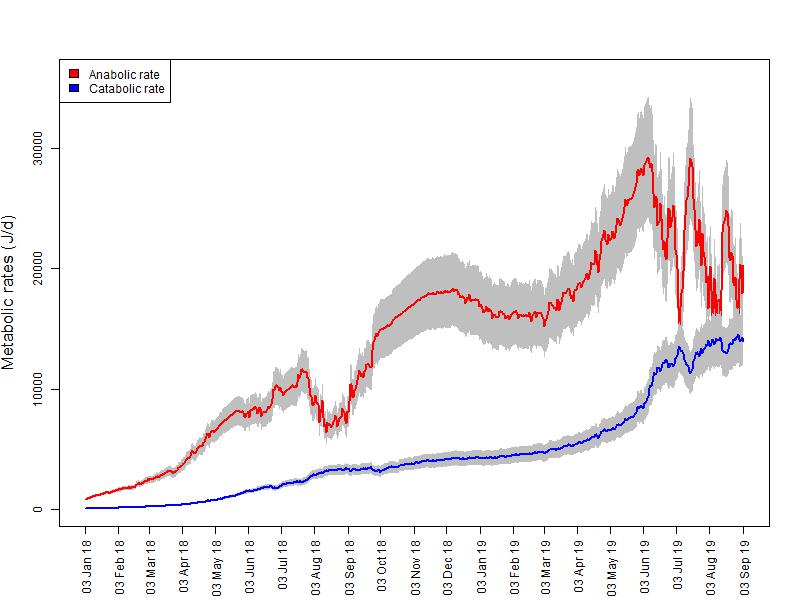 Anabolic rate
Catabolic rate
Metabolic rates (J/d)
30000
20000
10000
0
03 Jan 18
03 Feb 18
03 Mar 18
03 Apr 18
03 May 18
03 Jun 18
03 Jul 18
03 Aug 18
03 Sep 18
03 Oct 18
03 Nov 18
03 Dec 18
03 Jan 19
03 Feb 19
03 Mar 19
03 Apr 19
03 May 19
03 Jun 19
03 Jul 19
03 Aug 19
03 Sep 19